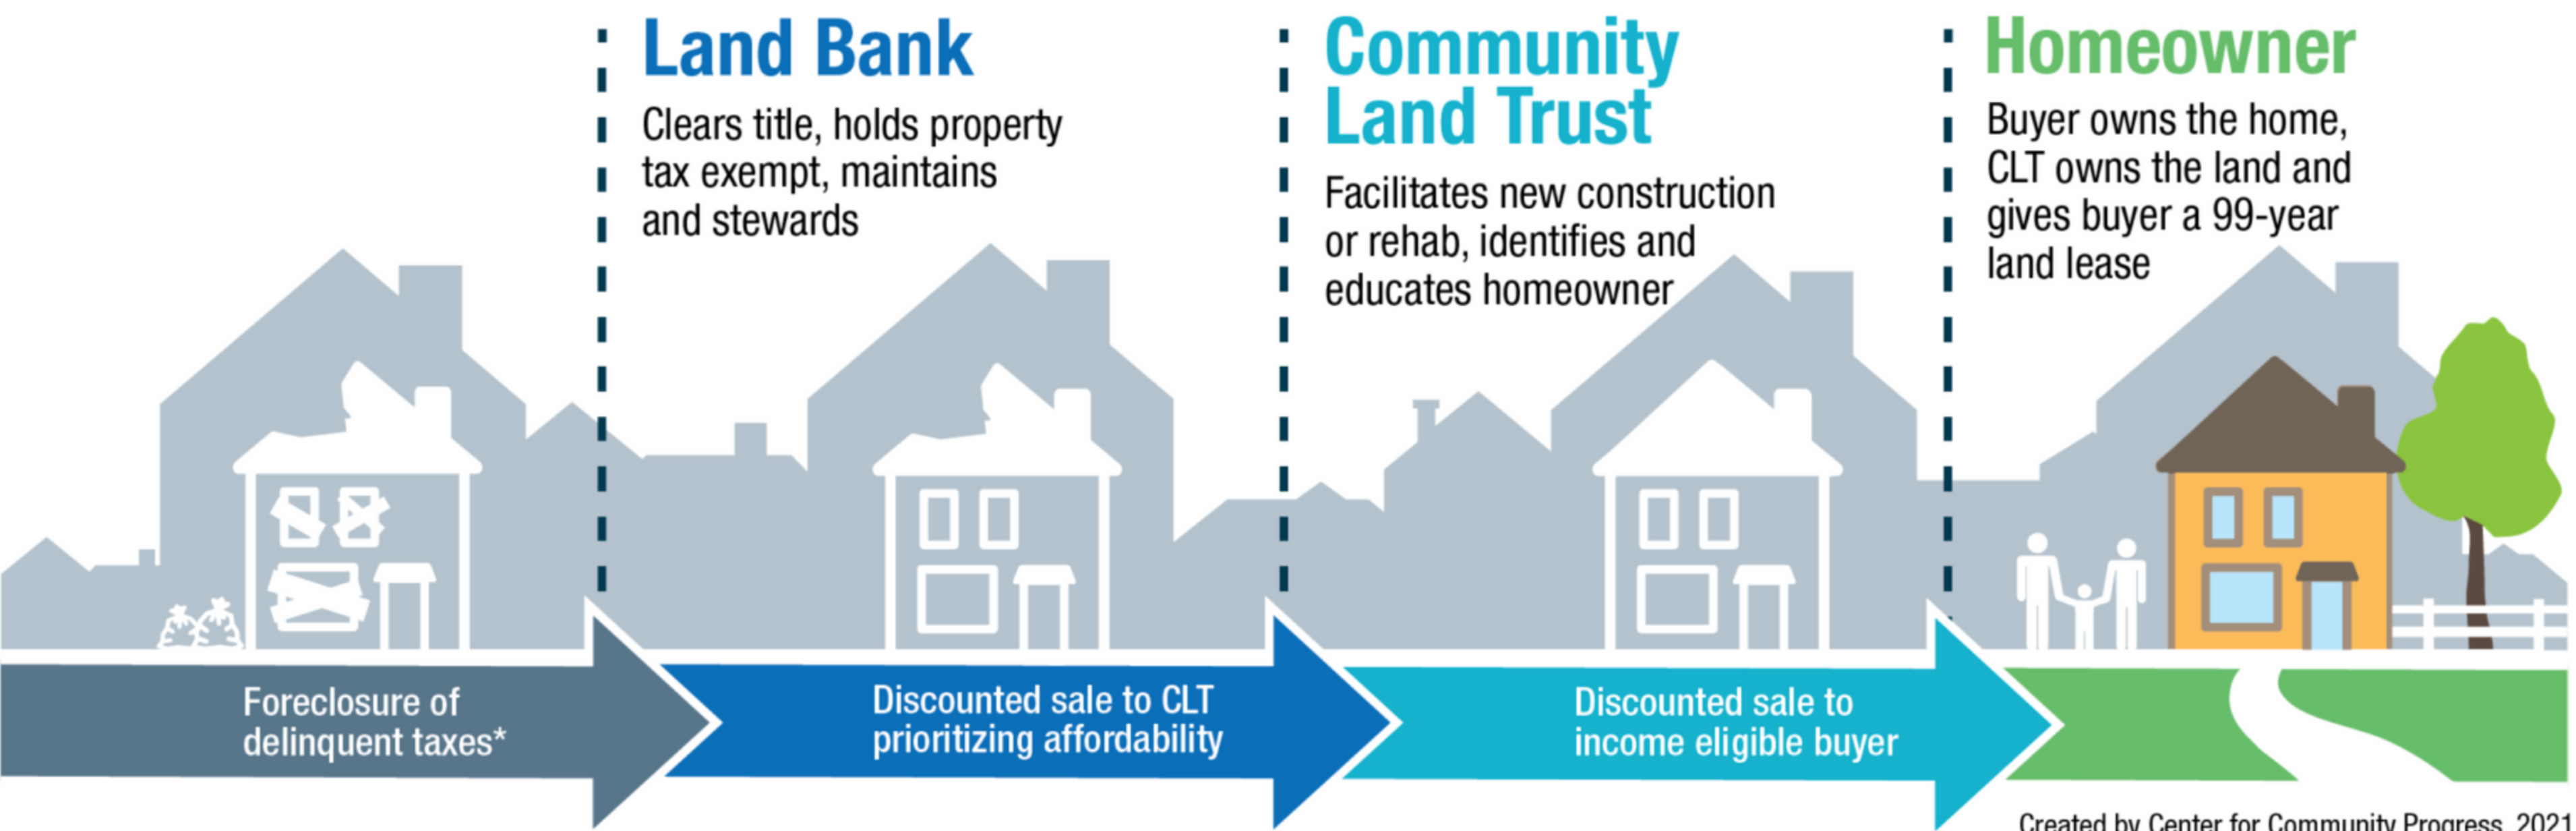 Land Bank
Clears title, holds property
tax exempt, maintains
and stewards
Community
Land Trust
Facilitates new construction
or rehab, identifies and
educates homeowner
Homeowner
Buyer owns the home,
CLT owns the land and
gives buyer a 99-year
land lease
Foreclosure of
delinquent taxes*
Discounted sale to CLT
prioritizing affordability
Discounted sale to
income eligible buyer
Created by Center for Community Progress, 2021